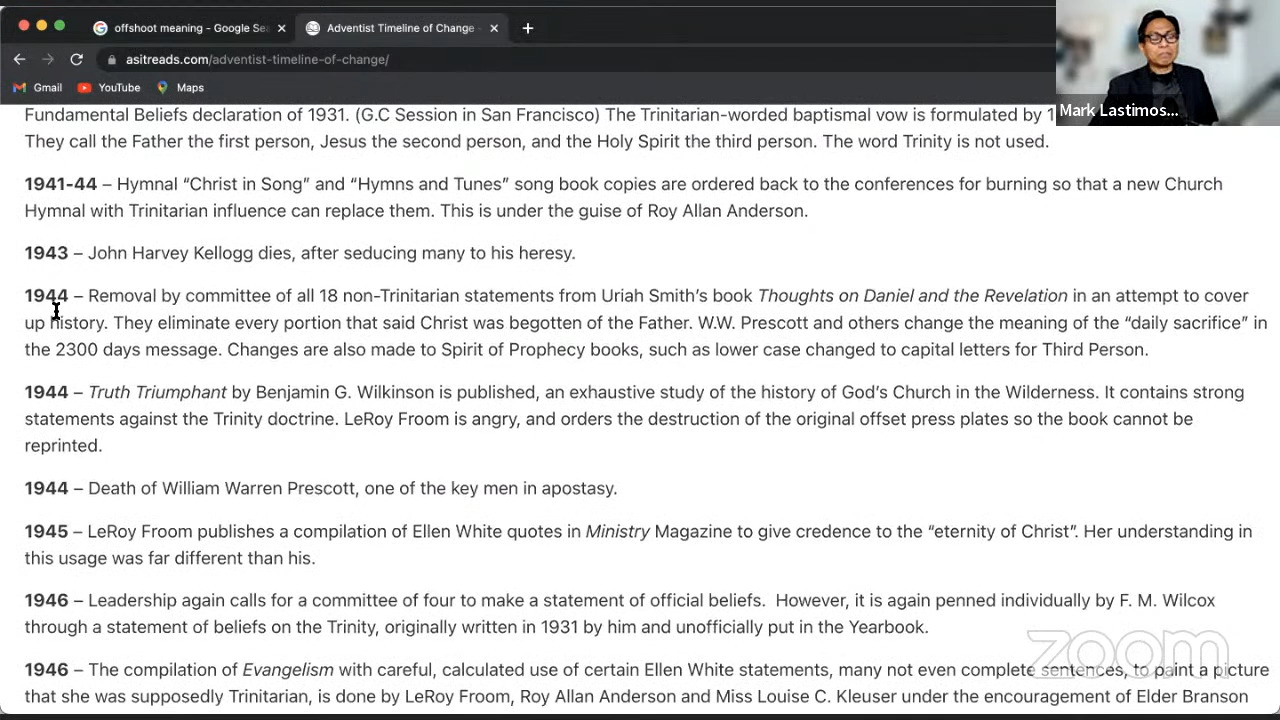 offshoot meaning - Google Se
Adventist Timeline of Change
asitreads.com/adventist-timeline-of-change/
Gmail
YouTube
Maps
Mark Lastimos...
Fundamental Beliefs declaration of 1931. (G.C Session in San Francisco) The Trinitarian-worded baptismal vow is formulated by 1
They call the Father the first person, Jesus the second person, and the Holy Spirit the third person. The word Trinity is not used.
1941-44 – Hymnal “Christ in Song” and “Hymns and Tunes” song book copies are ordered back to the conferences for burning so that a new Church
Hymnal with Trinitarian influence can replace them. This is under the guise of Roy Allan Anderson.
1943 – John Harvey Kellogg dies, after seducing many to his heresy.
1944 – Removal by committee of all 18 non-Trinitarian statements from Uriah Smith’s book Thoughts on Daniel and the Revelation in an attempt to cover
up history. They eliminate every portion that said Christ was begotten of the Father. W.W. Prescott and others change the meaning of the “daily sacrifice” in
the 2300 days message. Changes are also made to Spirit of Prophecy books, such as lower case changed to capital letters for Third Person.
1944 – Truth Triumphant by Benjamin G. Wilkinson is published, an exhaustive study of the history of God’s Church in the Wilderness. It contains strong
statements against the Trinity doctrine. LeRoy Froom is angry, and orders the destruction of the original offset press plates so the book cannot be
reprinted.
1944 – Death of William Warren Prescott, one of the key men in apostasy.
1945 – LeRoy Froom publishes a compilation of Ellen White quotes in Ministry Magazine to give credence to the “eternity of Christ”. Her understanding in
this usage was far different than his.
1946 – Leadership again calls for a committee of four to make a statement of official beliefs.  However, it is again penned individually by F. M. Wilcox
through a statement of beliefs on the Trinity, originally written in 1931 by him and unofficially put in the Yearbook.
1946 – The compilation of Evangelism with careful, calculated use of certain Ellen White statements, many not even complete sentences, to paint a picture
that she was supposedly Trinitarian, is done by LeRoy Froom, Roy Allan Anderson and Miss Louise C. Kleuser under the encouragement of Elder Branson
zoom